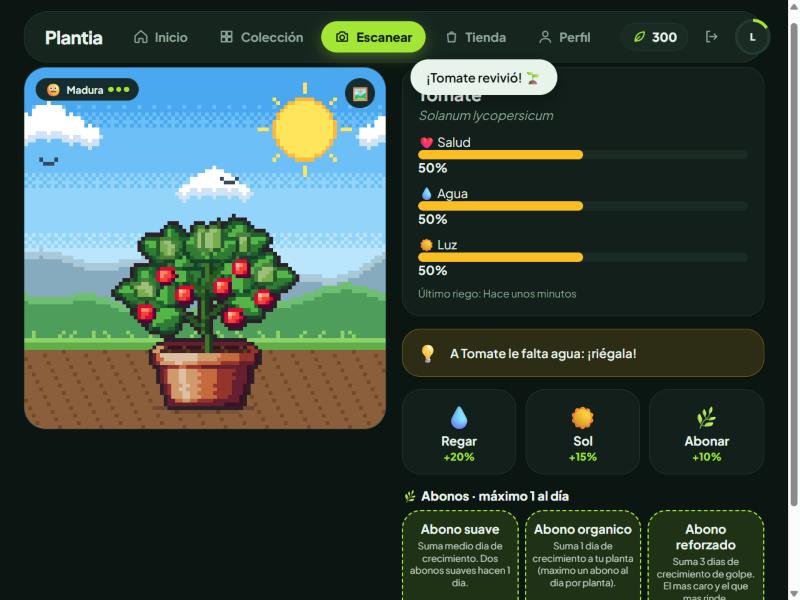 Plantia
Inicio
Colección
Escanear
Tienda
Perfil
300
L
Madura
¡Tomate revivió!
Tomate
Solanum lycopersicum
Salud
50%
Agua
50%
Luz
50%
Último riego: Hace unos minutos
A Tomate le falta agua: ¡riégala!
Regar
+20%
Sol
+15%
Abonar
+10%
Abonos · máximo 1 al día
Abono suave
Suma medio dia de
crecimiento. Dos
abonos suaves hacen 1
dia.
Abono organico
Suma 1 dia de
crecimiento a tu planta
(maximo un abono al
dia por planta).
Abono
reforzado
Suma 3 dias de
crecimiento de golpe.
El mas caro y el que
mas rinde.